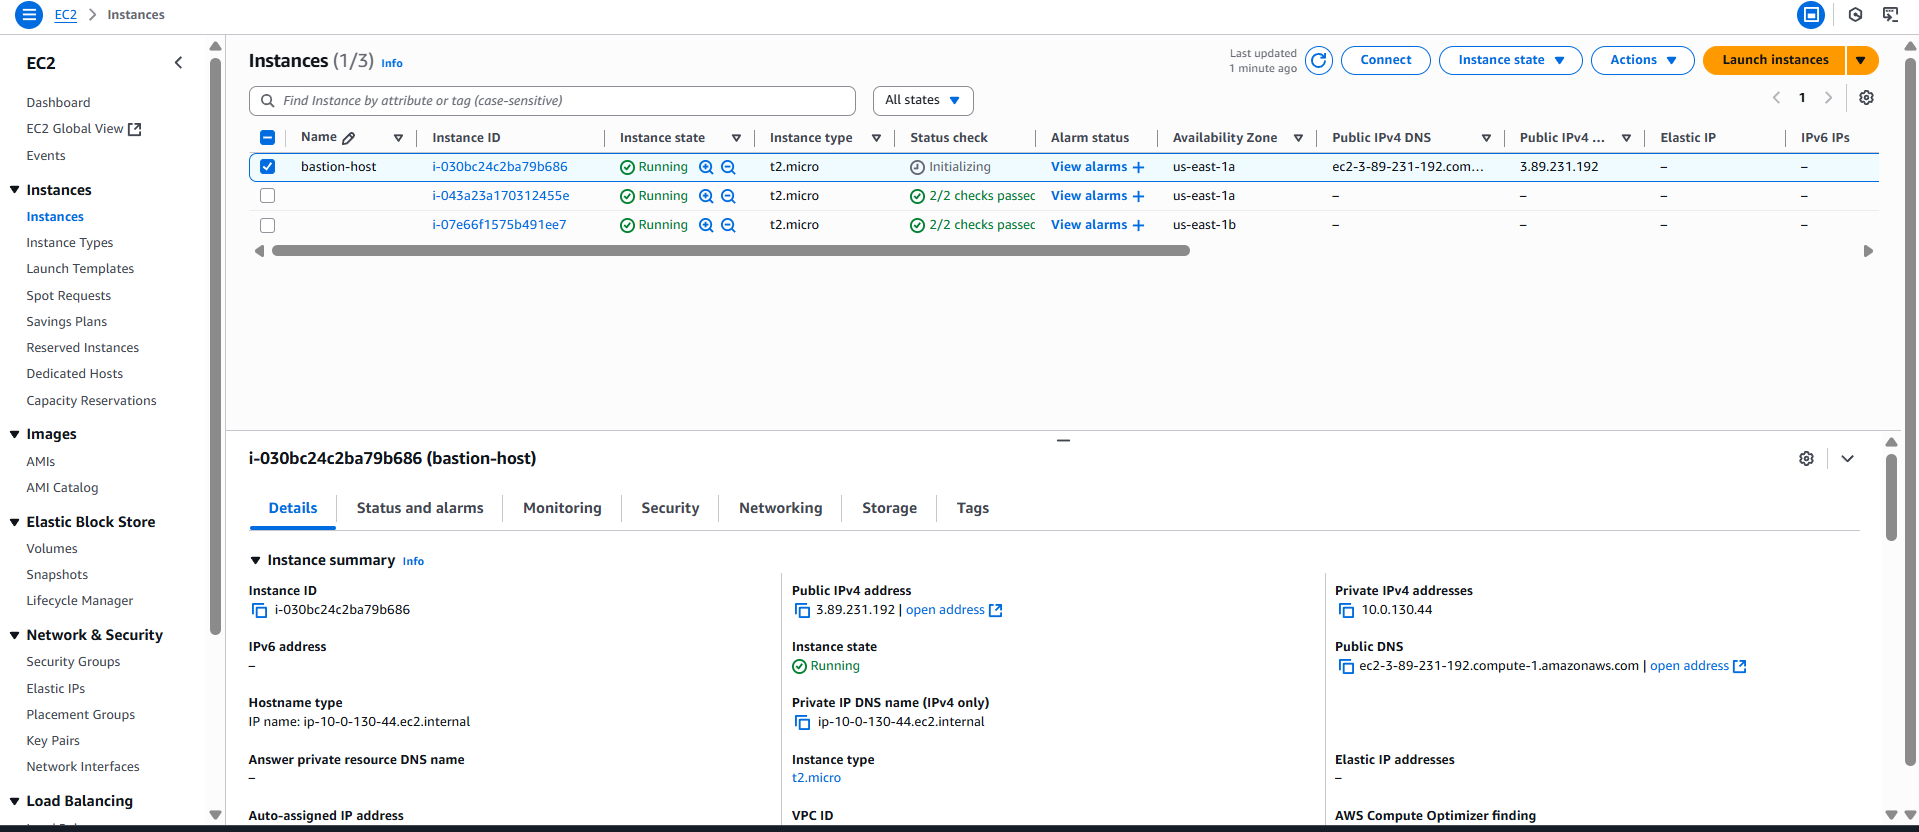 EC2 > Instances
EC2
Dashboard
EC2 Global View
Events
Instances
Instances
Instance Types
Launch Templates
Spot Requests
Savings Plans
Reserved Instances
Dedicated Hosts
Capacity Reservations
Images
AMIs
AMI Catalog
Elastic Block Store
Volumes
Snapshots
Lifecycle Manager
Network & Security
Security Groups
Elastic IPs
Placement Groups
Key Pairs
Network Interfaces
Load Balancing
Instances (1/3) Info
Last updated
1 minute ago
Connect
Instance state
Actions
Launch instances
Find Instance by attribute or tag (case-sensitive)
All states
1
Name Instance ID Instance state Instance type Status check Alarm status Availability Zone Public IPv4 DNS Public IPv4 ... Elastic IP IPv6 IPs
bastion-host i-030bc24c2ba79b686 Running t2.micro Initializing View alarms + us-east-1a ec2-3-89-231-192.com... 3.89.231.192 – –
i-043a23a170312455e Running t2.micro 2/2 checks passed View alarms + us-east-1a – – – –
i-07e66f1575b491ee7 Running t2.micro 2/2 checks passed View alarms + us-east-1b – – – –
i-030bc24c2ba79b686 (bastion-host)
Details
Status and alarms
Monitoring
Security
Networking
Storage
Tags
Instance summary Info
Instance ID
i-030bc24c2ba79b686
Public IPv4 address
3.89.231.192 | open address
Private IPv4 addresses
10.0.130.44
IPv6 address
–
Instance state
Running
Public DNS
ec2-3-89-231-192.compute-1.amazonaws.com | open address
Hostname type
IP name: ip-10-0-130-44.ec2.internal
Private IP DNS name (IPv4 only)
ip-10-0-130-44.ec2.internal
Answer private resource DNS name
–
Instance type
t2.micro
Elastic IP addresses
–
Auto-assigned IP address
VPC ID
AWS Compute Optimizer finding